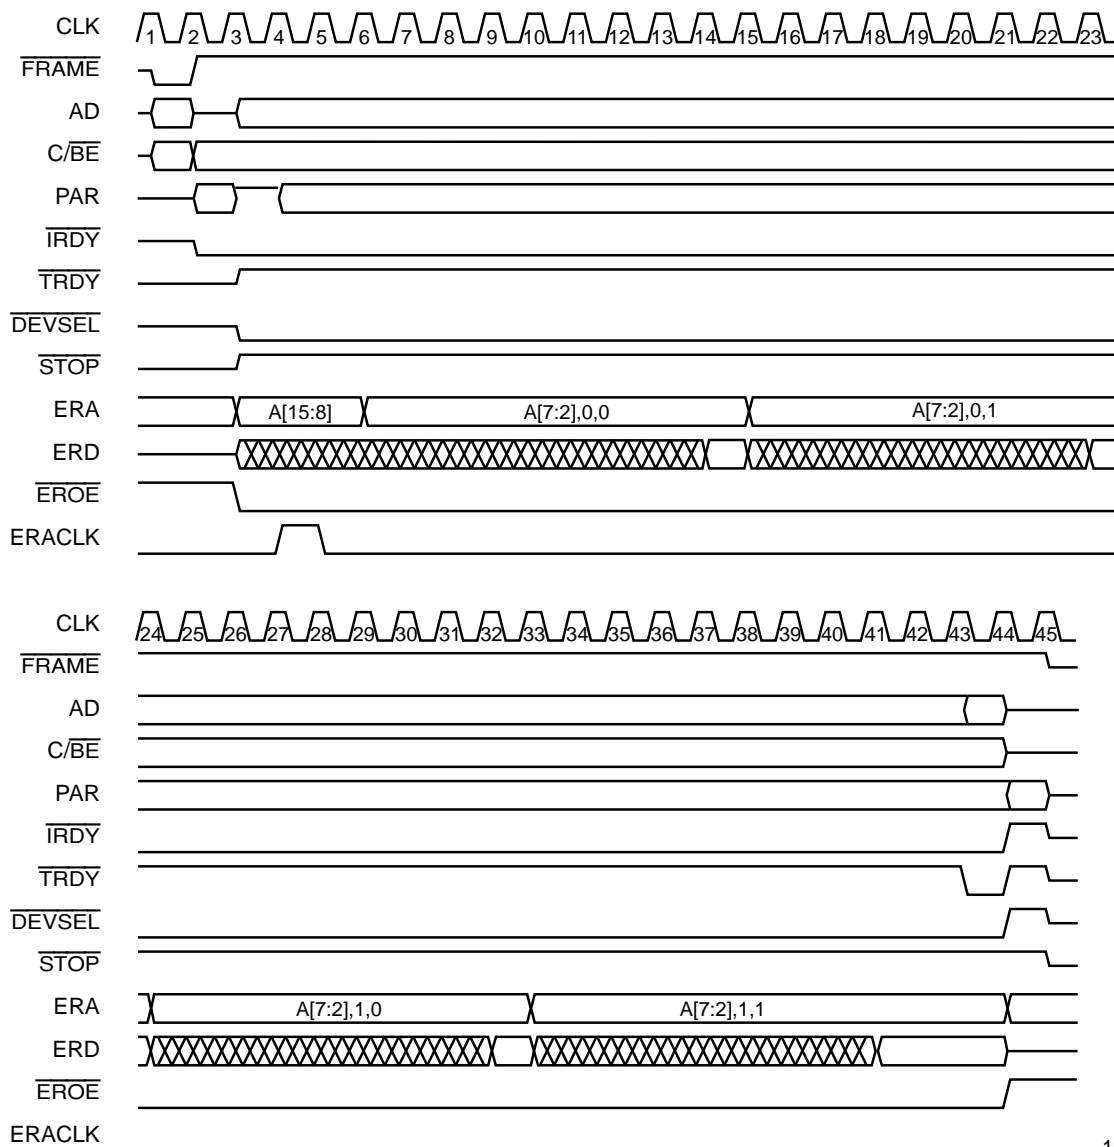 CLK 1 2 3 4 5 6 7 8 9 10 11 12 13 14 15 16 17 18 19 20 21 22 23
FRAME
AD
C/BE
PAR
IRDY
TRDY
DEVSEL
STOP
ERA A[15:8] A[7:2],0,0 A[7:2],0,1
ERD
EROE
ERACLK
CLK 24 25 26 27 28 29 30 31 32 33 34 35 36 37 38 39 40 41 42 43 44 45
FRAME
AD
C/BE
PAR
IRDY
TRDY
DEVSEL
STOP
ERA A[7:2],1,0 A[7:2],1,1
ERD
EROE
ERACLK